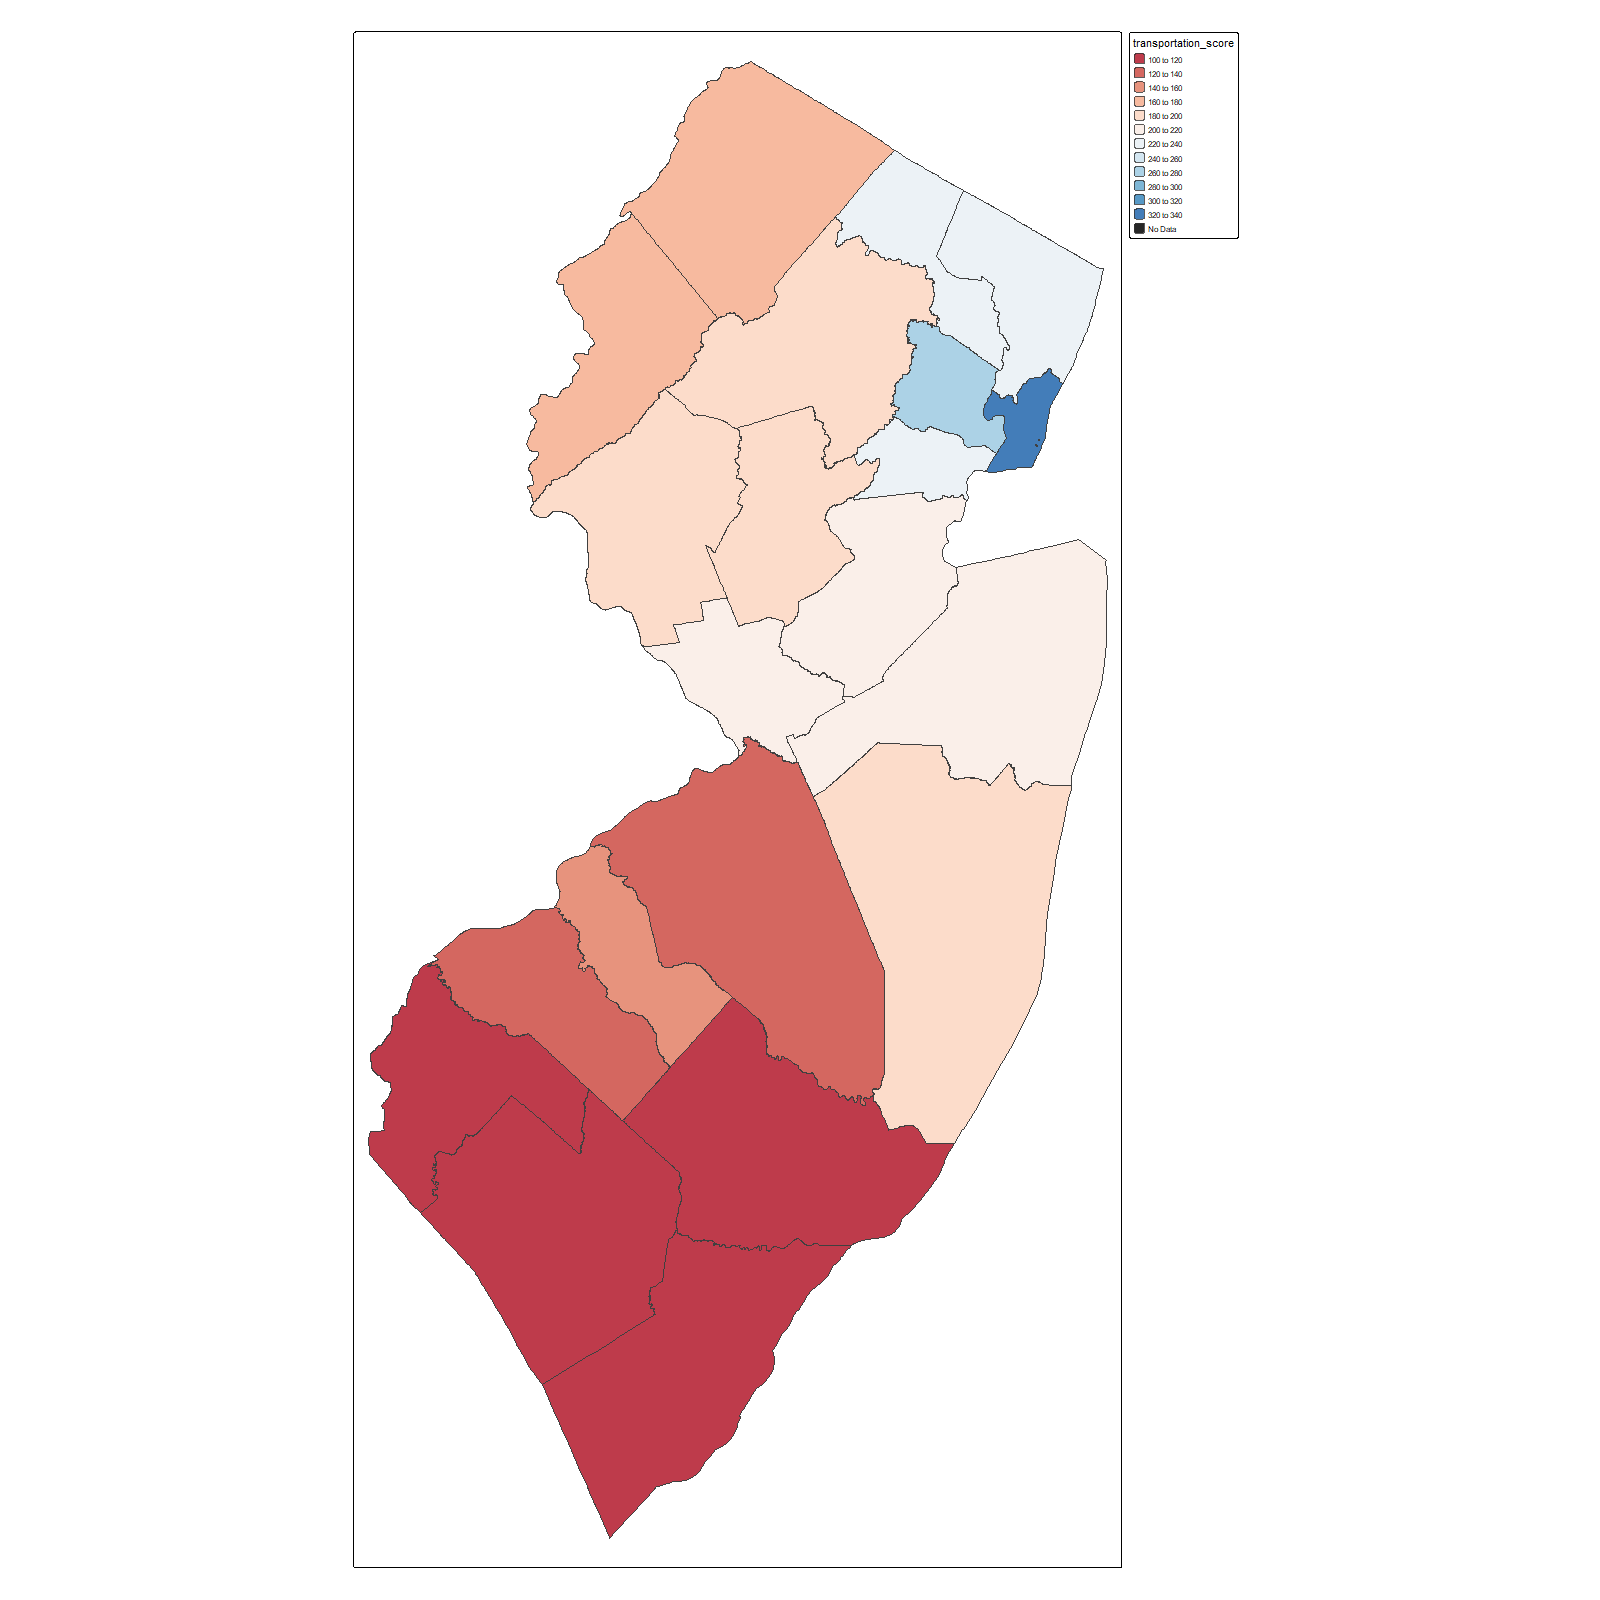 transportation_score
100 to 120
120 to 140
140 to 160
160 to 180
180 to 200
200 to 220
220 to 240
240 to 260
260 to 280
280 to 300
300 to 320
320 to 340
No Data